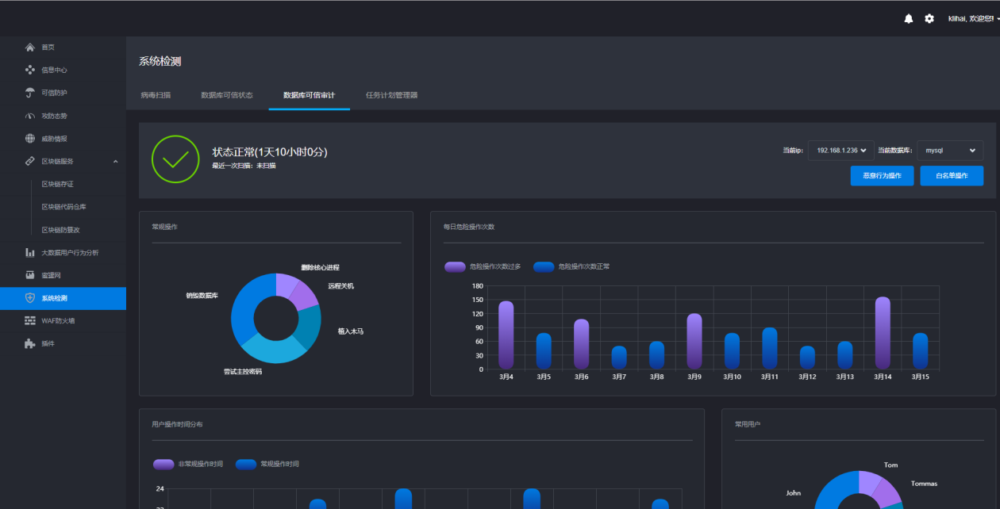 klihai, 欢迎您!
首页
信息中心
可信防护
攻防态势
威胁情报
区块链服务
区块链存证
区块链代码仓库
区块链防篡改
大数据用户行为分析
蜜罐网
系统检测
WAF防火墙
插件
系统检测
病毒扫描 数据库可信状态 数据库可信审计 任务计划管理器
状态正常(1天10小时0分)
最近一次扫描：未扫描
当前ip: 192.168.1.236 当前数据库: mysql
恶意行为操作 白名单操作
常规操作
删除核心进程
远程关机
销毁数据库
植入木马
尝试主控密码
每日危险操作次数
危险操作次数过多 危险操作次数正常
180
150
120
90
60
30
0
3月4 3月5 3月6 3月7 3月8 3月9 3月10 3月11 3月12 3月13 3月14 3月15
用户操作时间分布
非常规操作时间 常规操作时间
24
常用用户
Tom
Tommas
John